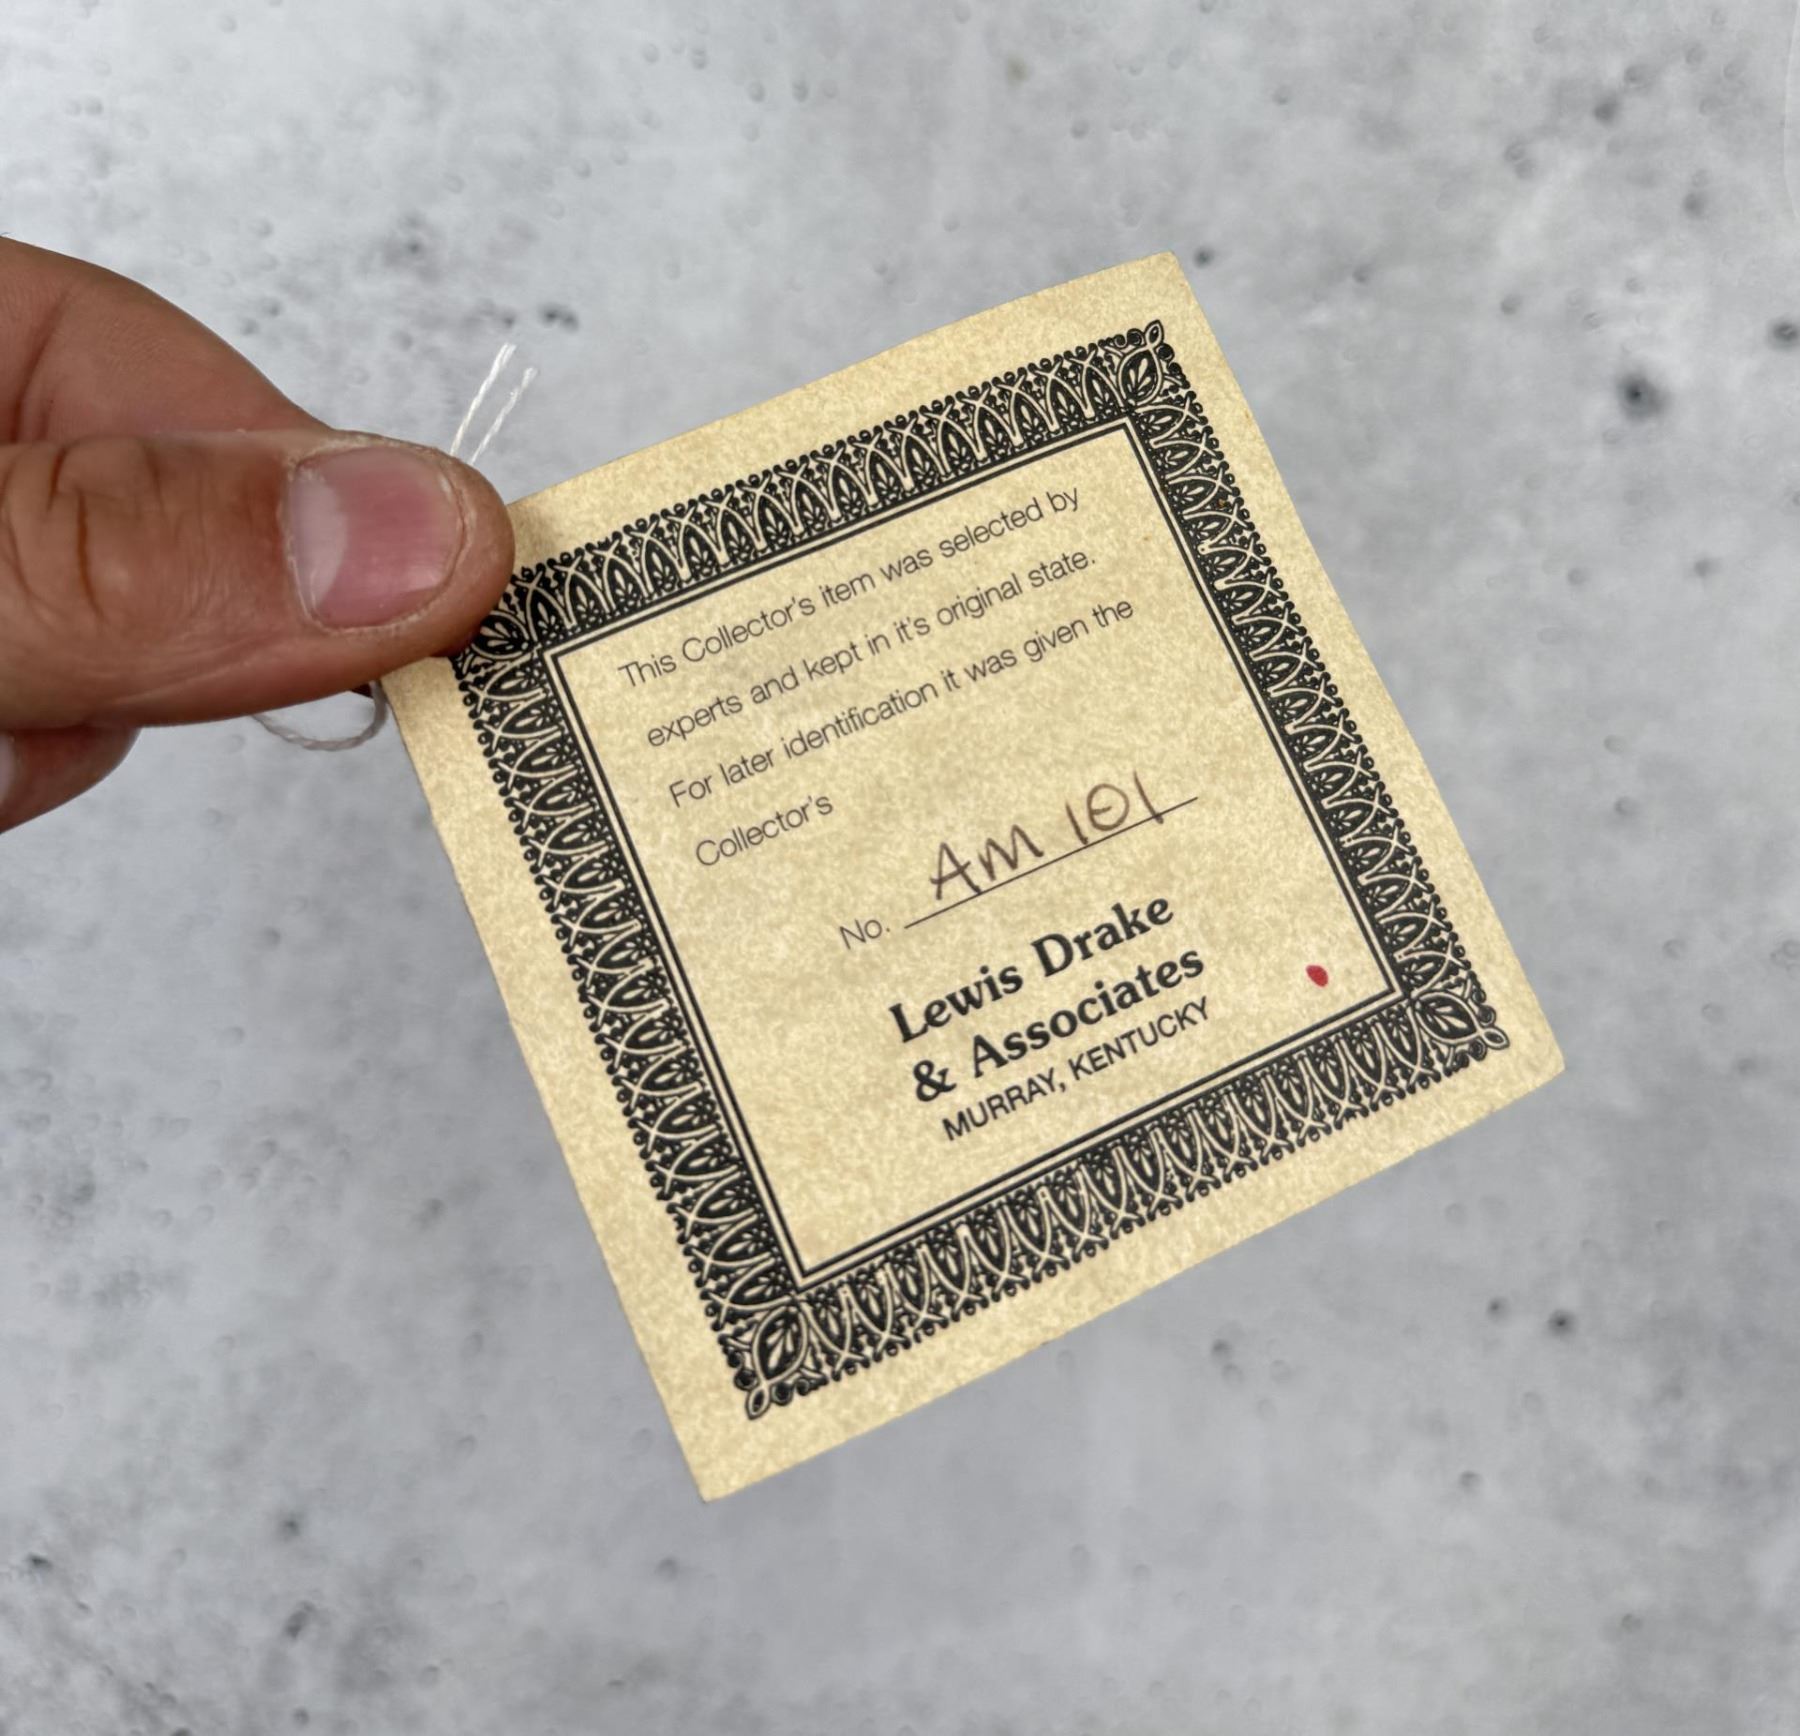 This Collector's item was selected by
experts and kept in it's original state.
For later identification it was given the
Collector's
No. AM 101
Lewis Drake
& Associates
MURRAY, KENTUCKY